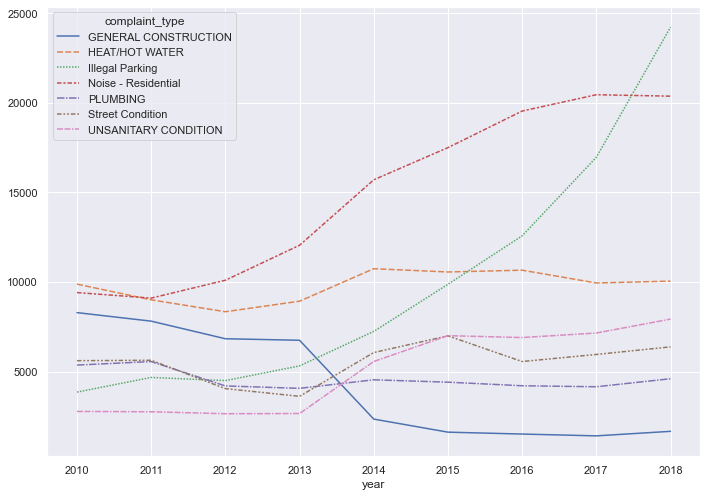 complaint_type
GENERAL CONSTRUCTION
HEAT/HOT WATER
Illegal Parking
Noise - Residential
PLUMBING
Street Condition
UNSANITARY CONDITION
25000
20000
15000
10000
5000
2010 2011 2012 2013 2014 2015 2016 2017 2018
year